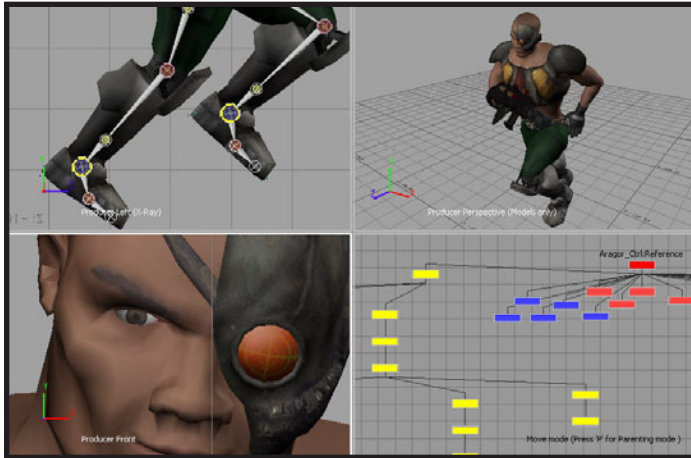 Producer Left (X-Ray)
Producer Perspective (Models only)
Producer Front
Aragor_Ctrl:Reference
Move mode (Press 'P' for Parenting mode )